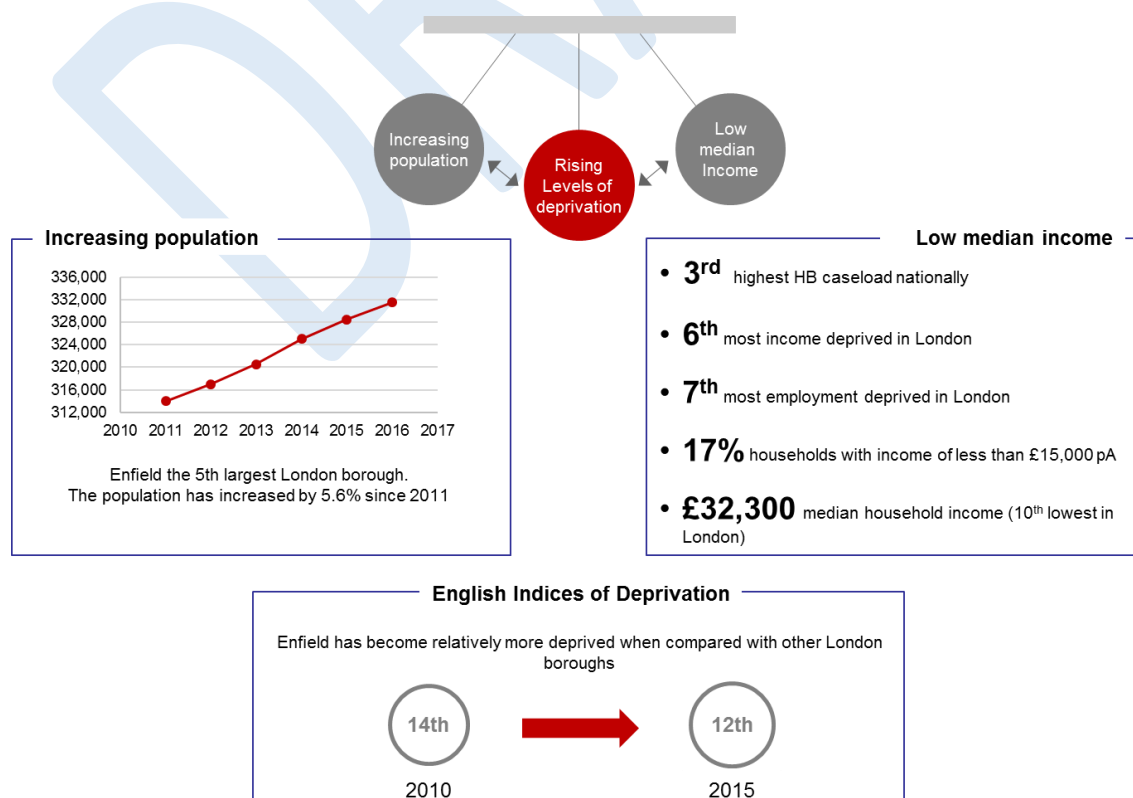 DRA
Increasing
population
Rising
Levels of
deprivation
Low
median
Income
Increasing population
336,000
332,000
328,000
324,000
320,000
316,000
312,000
2010 2011 2012 2013 2014 2015 2016 2017
Enfield the 5th largest London borough.
The population has increased by 5.6% since 2011
Low median income
• 3rd highest HB caseload nationally
• 6th most income deprived in London
• 7th most employment deprived in London
• 17% households with income of less than £15,000 pA
• £32,300 median household income (10th lowest in
London)
English Indices of Deprivation
Enfield has become relatively more deprived when compared with other London
boroughs
14th
12th
2010
2015